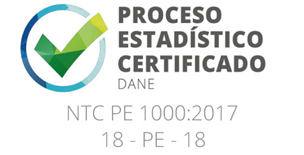 PROCESO
ESTADÍSTICO
CERTIFICADO
DANE
NTC PE 1000:2017
18 - PE - 18